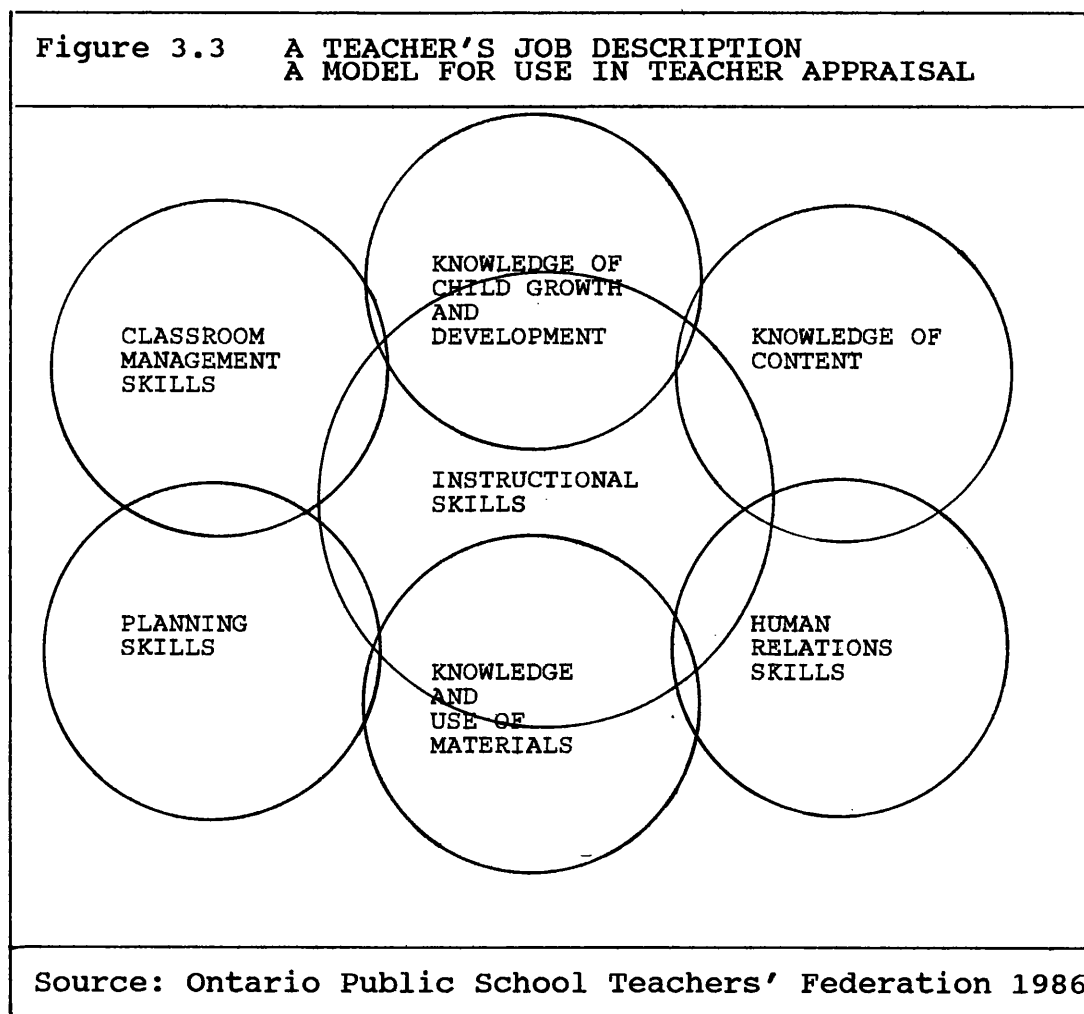 Figure 3.3 A TEACHER'S JOB DESCRIPTION
A MODEL FOR USE IN TEACHER APPRAISAL
KNOWLEDGE OF
CHILD GROWTH
AND
DEVELOPMENT
CLASSROOM
MANAGEMENT
SKILLS
KNOWLEDGE OF
CONTENT
INSTRUCTIONAL
SKILLS
PLANNING
SKILLS
KNOWLEDGE
AND
USE OF
MATERIALS
HUMAN
RELATIONS
SKILLS
Source: Ontario Public School Teachers' Federation 1986